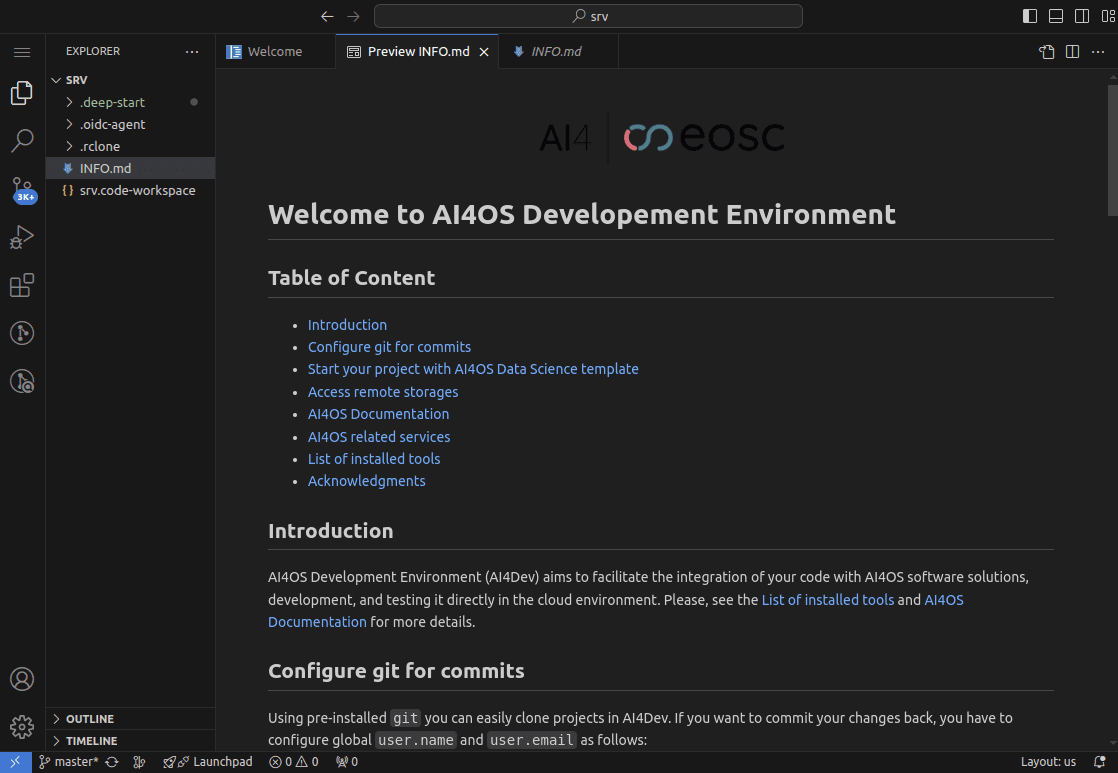 srv
EXPLORER
Welcome
Preview INFO.md
INFO.md
SRV
.deep-start
.oidc-agent
.rclone
INFO.md
{} srv.code-workspace
3K+
AI4 eosc
Welcome to AI4OS Developement Environment
Table of Content
• Introduction
• Configure git for commits
• Start your project with AI4OS Data Science template
• Access remote storages
• AI4OS Documentation
• AI4OS related services
• List of installed tools
• Acknowledgments
Introduction
AI4OS Development Environment (AI4Dev) aims to facilitate the integration of your code with AI4OS software solutions,
development, and testing it directly in the cloud environment. Please, see the List of installed tools and AI4OS
Documentation for more details.
Configure git for commits
Using pre-installed git you can easily clone projects in AI4Dev. If you want to commit your changes back, you have to
configure global user.name and user.email as follows:
OUTLINE
TIMELINE
master*
Launchpad
0
0
0
Layout: us